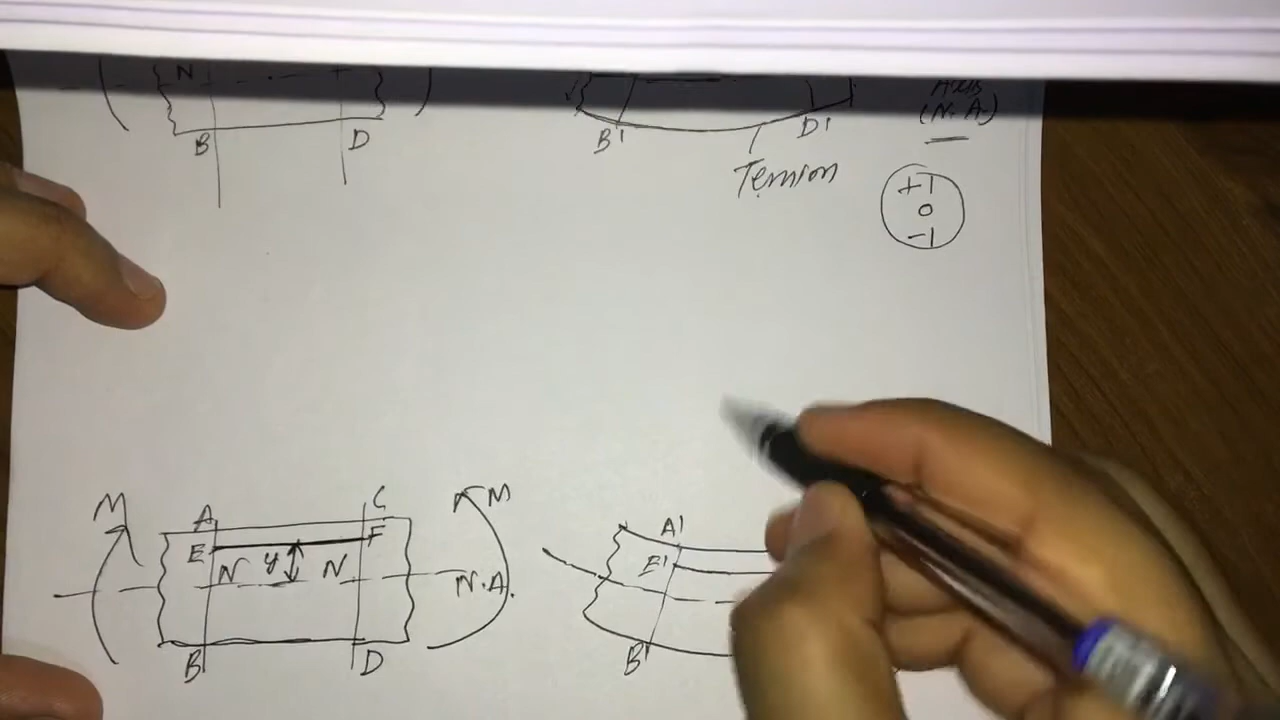 N
B D
B' D'
Tension
Axis
(N. A.)
+1
0
-1
M A C M
E F
N y N N.A.
B D
A'
E'
B'